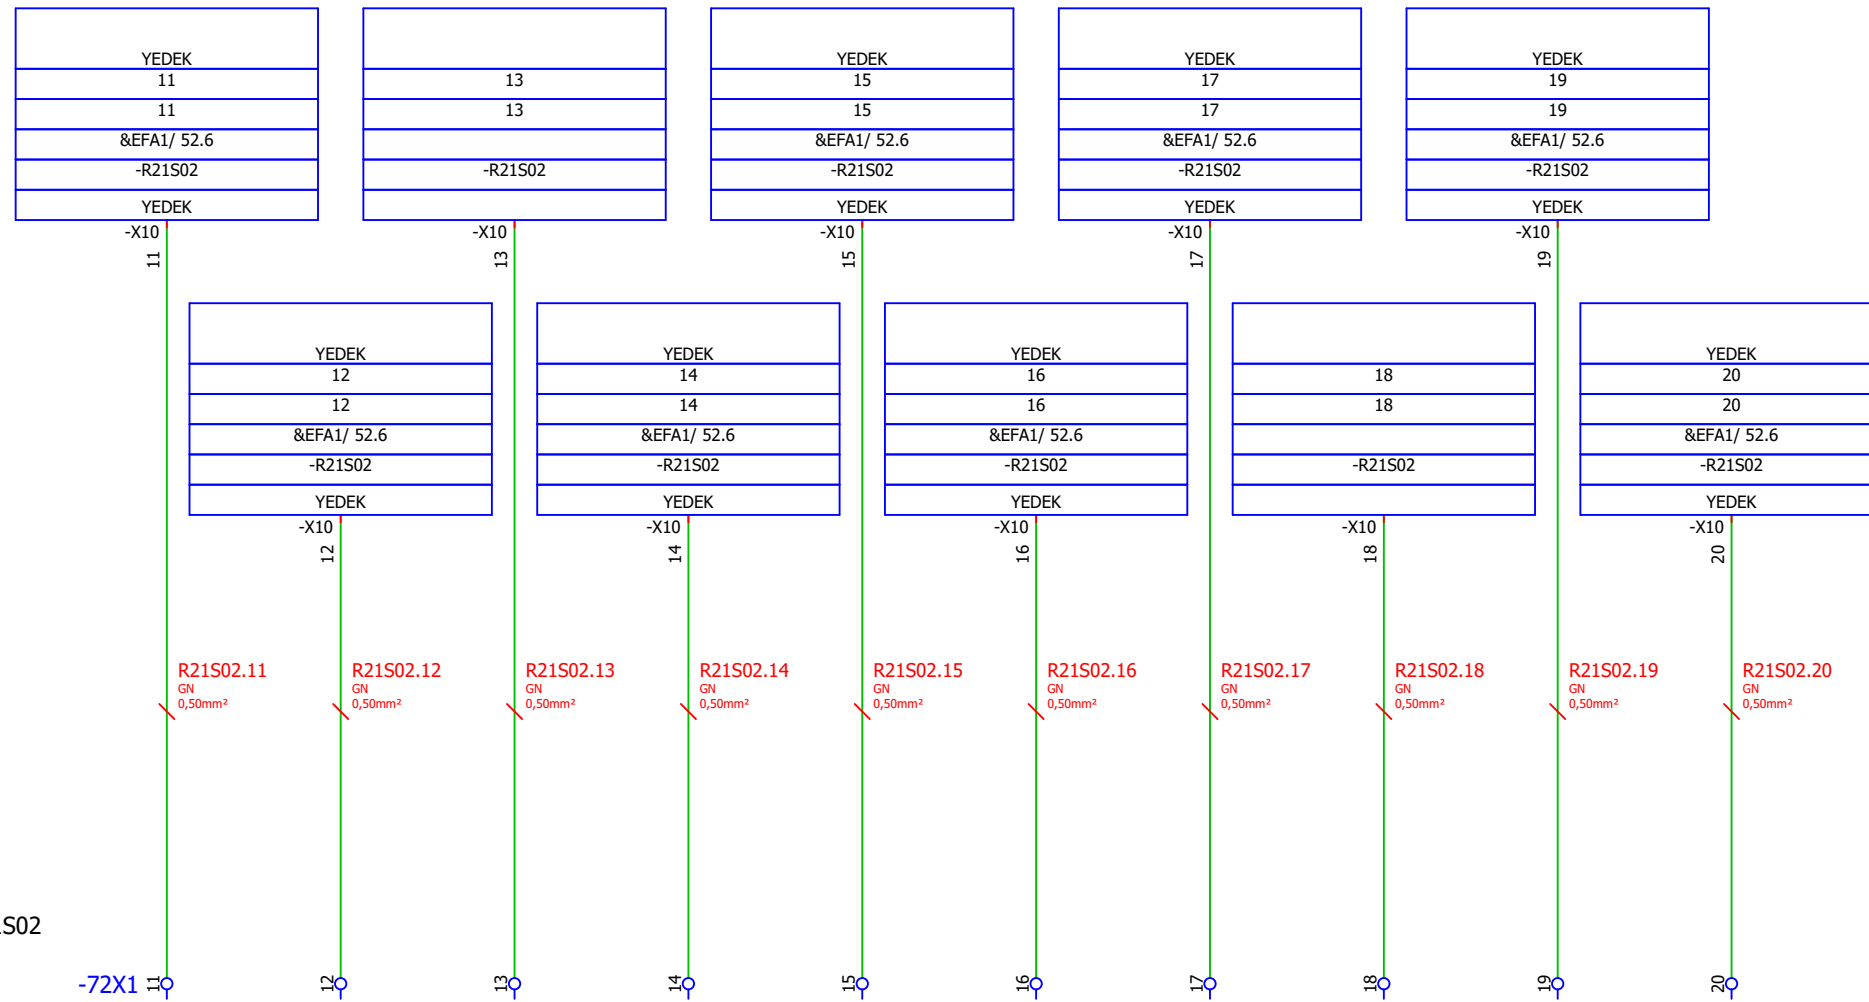 YEDEK
11
11
&EFA1/ 52.6
-R21S02
YEDEK
-X10
11
13
13
-R21S02
-X10
13
YEDEK
15
15
&EFA1/ 52.6
-R21S02
YEDEK
-X10
15
YEDEK
17
17
&EFA1/ 52.6
-R21S02
YEDEK
-X10
17
YEDEK
19
19
&EFA1/ 52.6
-R21S02
YEDEK
-X10
19
YEDEK
12
12
&EFA1/ 52.6
-R21S02
YEDEK
-X10
12
YEDEK
14
14
&EFA1/ 52.6
-R21S02
YEDEK
-X10
14
YEDEK
16
16
&EFA1/ 52.6
-R21S02
YEDEK
-X10
16
18
18
-R21S02
-X10
18
YEDEK
20
20
&EFA1/ 52.6
-R21S02
YEDEK
-X10
20
R21S02.11
GN
0,50mm²
R21S02.12
GN
0,50mm²
R21S02.13
GN
0,50mm²
R21S02.14
GN
0,50mm²
R21S02.15
GN
0,50mm²
R21S02.16
GN
0,50mm²
R21S02.17
GN
0,50mm²
R21S02.18
GN
0,50mm²
R21S02.19
GN
0,50mm²
R21S02.20
GN
0,50mm²
S02
-72X1 11 12 13 14 15 16 17 18 19 20